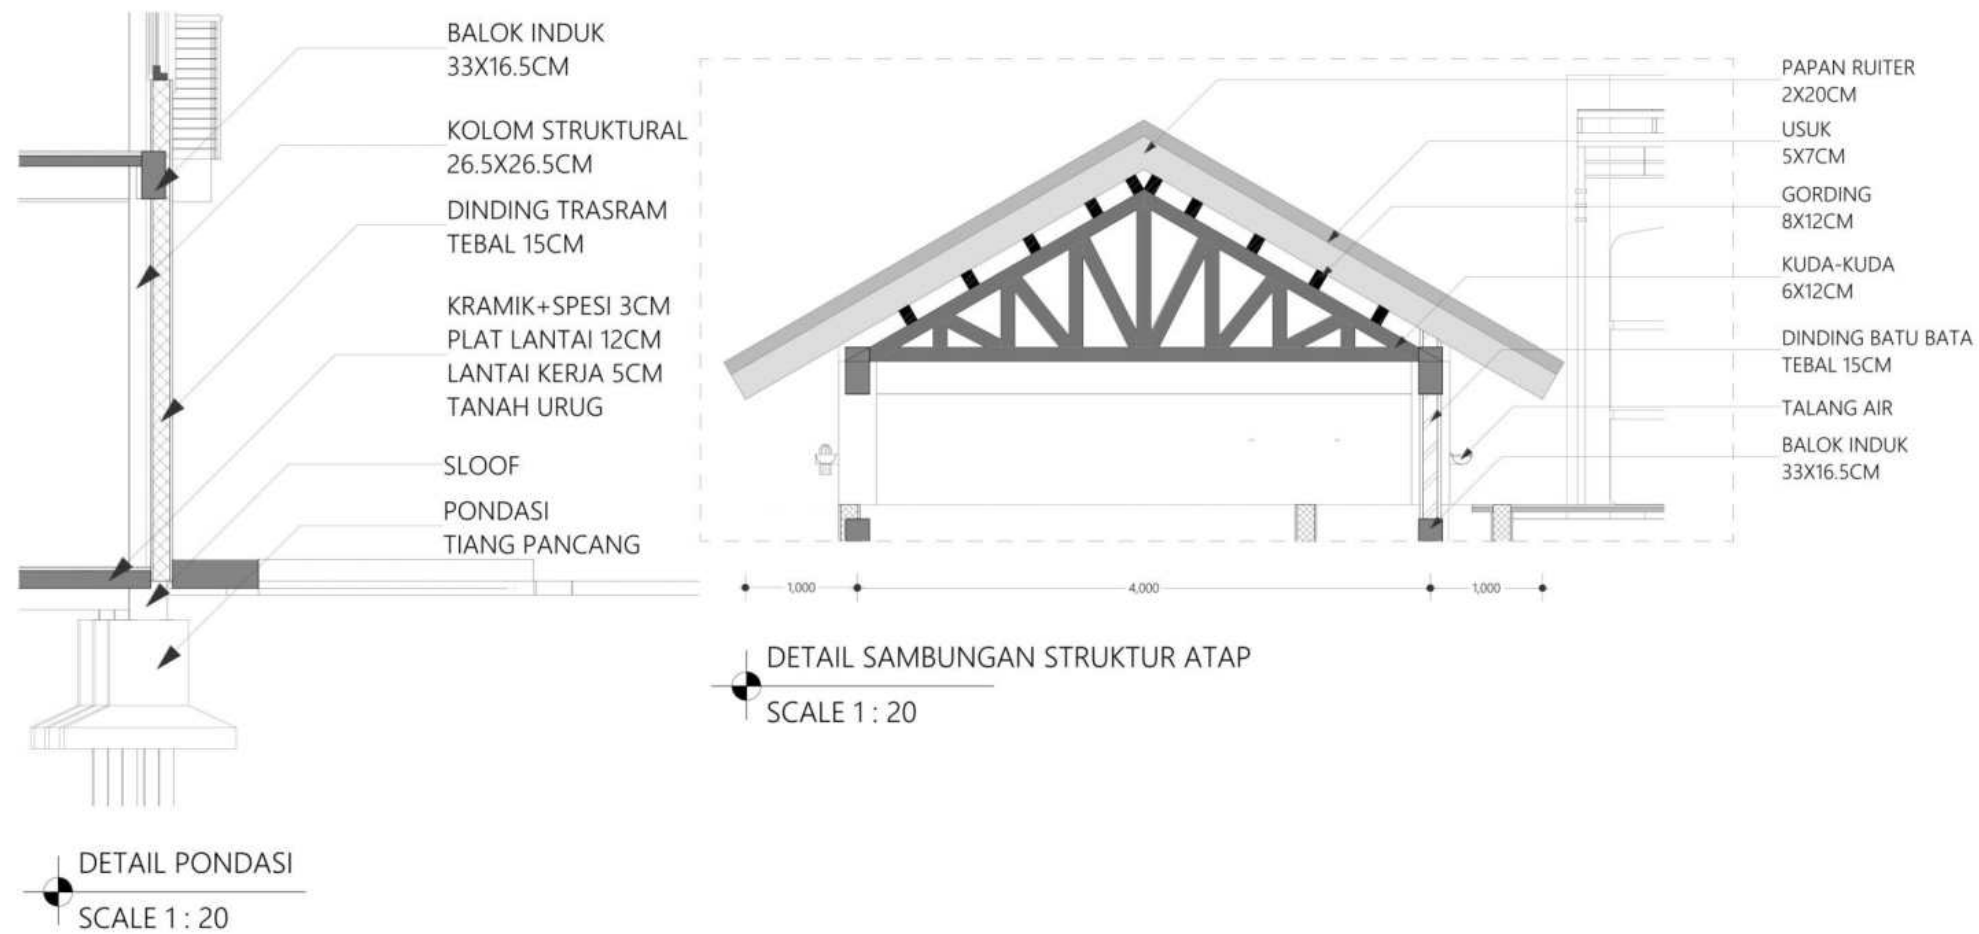 BALOK INDUK
33X16.5CM
KOLOM STRUKTURAL
26.5X26.5CM
DINDING TRASRAM
TEBAL 15CM
KRAMIK+SPESI 3CM
PLAT LANTAI 12CM
LANTAI KERJA 5CM
TANAH URUG
SLOOF
PONDASI
TIANG PANCANG
DETAIL PONDASI
SCALE 1 : 20
PAPAN RUITER
2X20CM
USUK
5X7CM
GORDING
8X12CM
KUDA-KUDA
6X12CM
DINDING BATU BATA
TEBAL 15CM
TALANG AIR
BALOK INDUK
33X16.5CM
1,000 4,000 1,000
DETAIL SAMBUNGAN STRUKTUR ATAP
SCALE 1 : 20